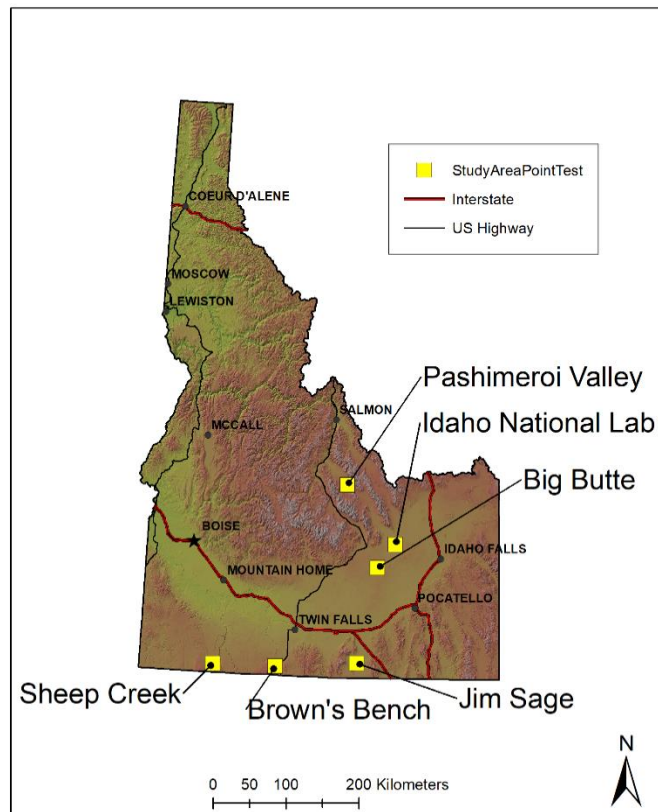 StudyAreaPointTest
Interstate
US Highway
COEUR D'ALENE
MOSCOW
LEWISTON
Pashimeroi Valley
SALMON
Idaho National Lab
MCCALL
Big Butte
BOISE
IDAHO FALLS
MOUNTAIN HOME
POCATELLO
TWIN FALLS
Sheep Creek
Brown's Bench
Jim Sage
N
0 50 100 200 Kilometers